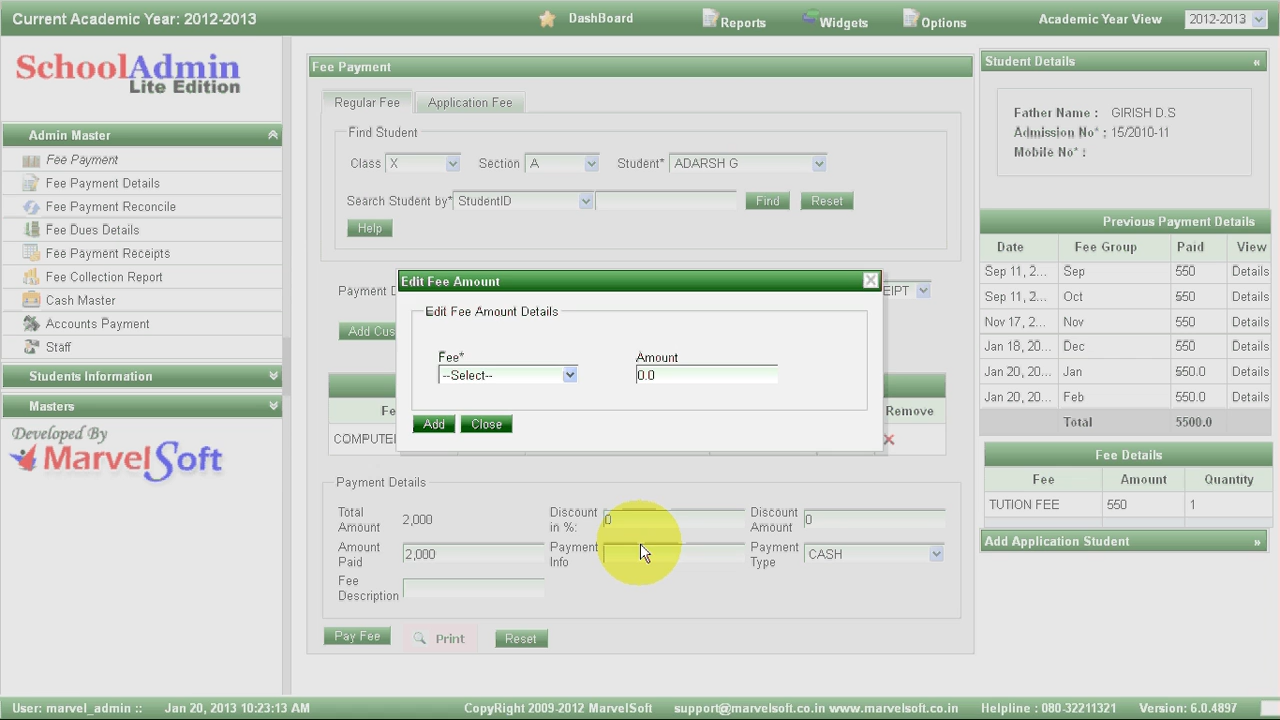 Current Academic Year: 2012-2013
DashBoard
Reports
Widgets
Options
Academic Year View
2012-2013
SchoolAdmin
Lite Edition
Admin Master
Fee Payment
Fee Payment Details
Fee Payment Reconcile
Fee Dues Details
Fee Payment Receipts
Fee Collection Report
Cash Master
Accounts Payment
Staff
Students Information
Masters
Developed By
MarvelSoft
Fee Payment
Regular Fee Application Fee
Find Student
Class X Section A Student* ADARSH G
Search Student by* StudentID Find Reset
Help
Payment
Add Cus
Remove
COMPUTE
Edit Fee Amount
Edit Fee Amount Details
Fee* Amount
--Select-- 0.0
Add Close
Payment Details
Total Amount 2,000 Discount in %: 0 Discount Amount 0
Amount Paid 2,000 Payment Info Payment Type CASH
Fee Description
Pay Fee Print Reset
Student Details
Father Name : GIRISH D.S
Admission No* : 15/2010-11
Mobile No* :
Previous Payment Details
Date Fee Group Paid View
Sep 11, 2... Sep 550 Details
Sep 11, 2... Oct 550 Details
Nov 17, 2... Nov 550 Details
Jan 18, 20... Dec 550 Details
Jan 20, 20... Jan 550.0 Details
Jan 20, 20... Feb 550.0 Details
Total 5500.0
Fee Details
Fee Amount Quantity
TUTION FEE 550 1
Add Application Student
User: marvel_admin :: Jan 20, 2013 10:23:13 AM CopyRight 2009-2012 MarvelSoft support@marvelsoft.co.in www.marvelsoft.co.in Helpline : 080-32211321 Version: 6.0.4897